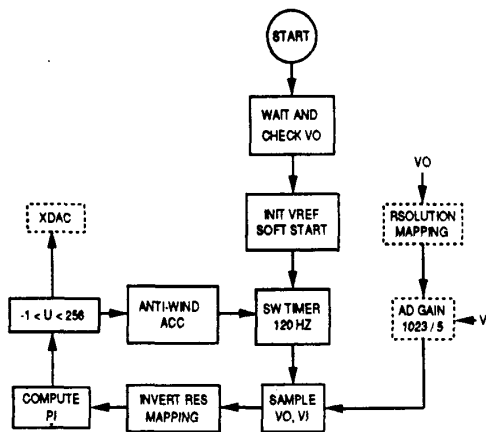 START
WAIT AND
CHECK VO
VO
INIT VREF
SOFT START
RSOLUTION
MAPPING
XDAC
-1 < U < 256
ANTI-WIND
ACC
SW TIMER
120 HZ
AD GAIN
1023 / 5
COMPUTE
PI
INVERT RES
MAPPING
SAMPLE
VO, VI